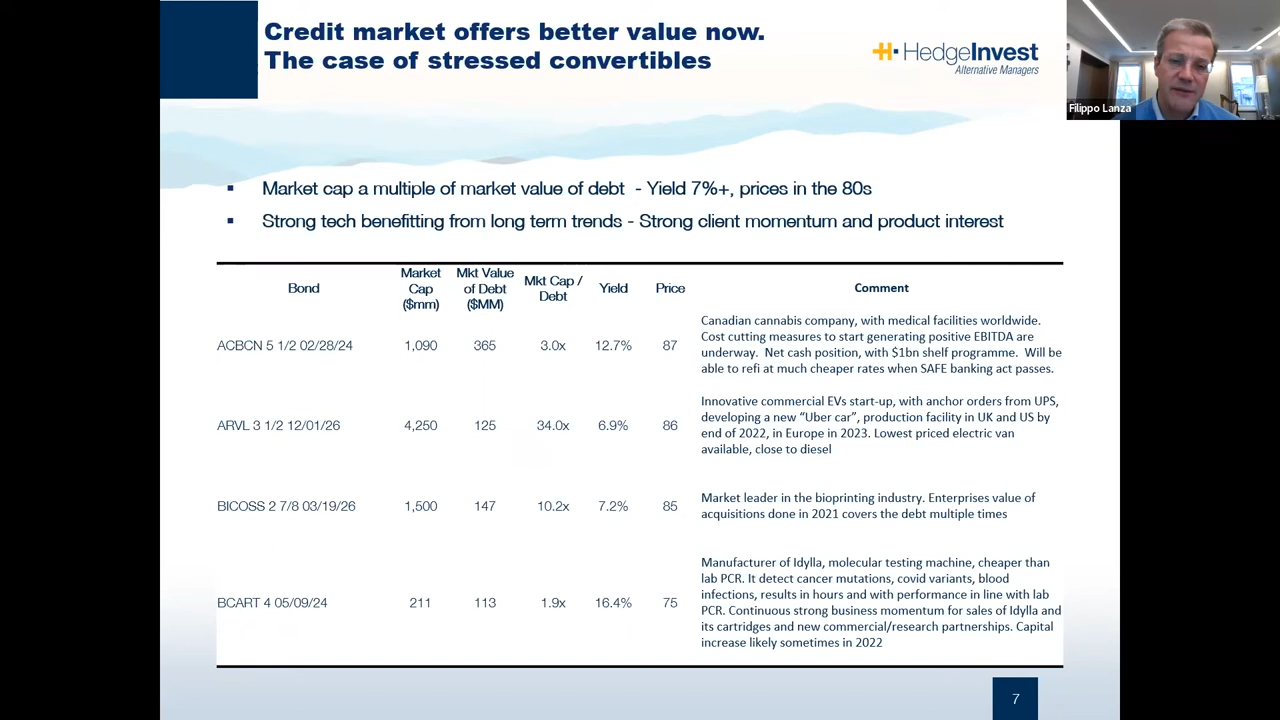 Credit market offers better value now.
The case of stressed convertibles
HedgeInvest
Alternative Managers
Filippo Lanza
▪ Market cap a multiple of market value of debt - Yield 7%+, prices in the 80s
▪ Strong tech benefitting from long term trends - Strong client momentum and product interest
Bond Market Cap ($mm) Mkt Value of Debt ($MM) Mkt Cap / Debt Yield Price Comment
ACBCN 5 1/2 02/28/24 1,090 365 3.0x 12.7% 87
Canadian cannabis company, with medical facilities worldwide.
Cost cutting measures to start generating positive EBITDA are
underway. Net cash position, with $1bn shelf programme. Will be
able to refi at much cheaper rates when SAFE banking act passes.
ARVL 3 1/2 12/01/26 4,250 125 34.0x 6.9% 86
Innovative commercial EVs start-up, with anchor orders from UPS,
developing a new “Uber car”, production facility in UK and US by
end of 2022, in Europe in 2023. Lowest priced electric van
available, close to diesel
BICOSS 2 7/8 03/19/26 1,500 147 10.2x 7.2% 85
Market leader in the bioprinting industry. Enterprises value of
acquisitions done in 2021 covers the debt multiple times
BCART 4 05/09/24 211 113 1.9x 16.4% 75
Manufacturer of Idylla, molecular testing machine, cheaper than
lab PCR. It detect cancer mutations, covid variants, blood
infections, results in hours and with performance in line with lab
PCR. Continuous strong business momentum for sales of Idylla and
its cartridges and new commercial/research partnerships. Capital
increase likely sometimes in 2022
7